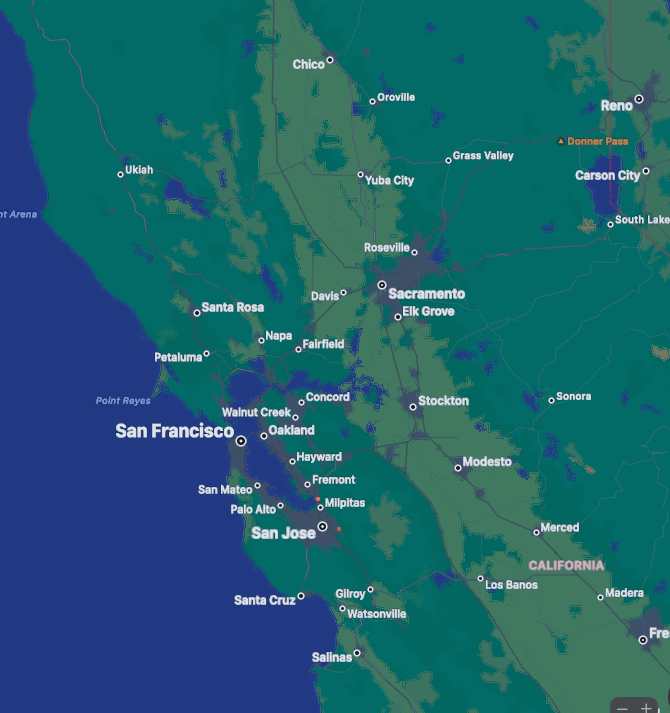 Chico
Oroville
Reno
Donner Pass
Grass Valley
Ukiah
Yuba City
Carson City
nt Arena
South Lake
Roseville
Davis
Sacramento
Santa Rosa
Elk Grove
Napa
Fairfield
Petaluma
Point Reyes
Concord
Sonora
Walnut Creek
Stockton
San Francisco
Oakland
Hayward
Modesto
Fremont
San Mateo
Milpitas
Palo Alto
San Jose
Merced
CALIFORNIA
Los Banos
Gilroy
Madera
Santa Cruz
Watsonville
Fre
Salinas